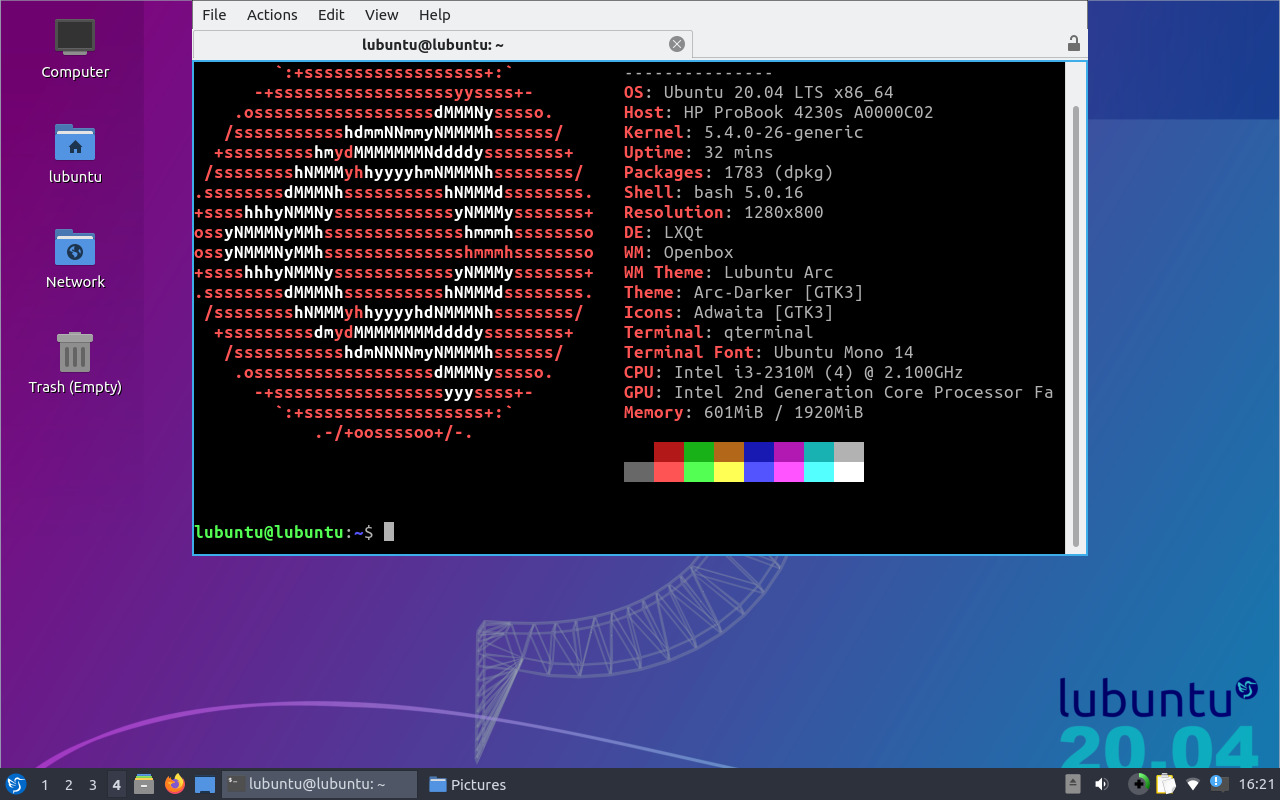 File Actions Edit View Help
lubuntu@lubuntu: ~
Computer
lubuntu
Network
Trash (Empty)
`:+ssssssssssssssssss+:` ---------------
-+ssssssssssssssssssyyssss+- OS: Ubuntu 20.04 LTS x86_64
.ossssssssssssssssssdMMMNysssso. Host: HP ProBook 4230s A0000C02
/ssssssssssshdmmNNmmyNMMMMhssssss/ Kernel: 5.4.0-26-generic
+ssssssssshmydMMMMMMMNddddyssssssss+ Uptime: 32 mins
/sssssssshNMMMyhhyyyyhmNMMMNhssssssss/ Packages: 1783 (dpkg)
.ssssssssdMMMNhsssssssssshNMMMdssssssss. Shell: bash 5.0.16
+sssshhhyNMMNyssssssssssssyNMMMysssssss+ Resolution: 1280x800
ossyNMMMNyMMhsssssssssssssshmmmhssssssso DE: LXQt
ossyNMMMNyMMhsssssssssssssshmmmhssssssso WM: Openbox
+sssshhhyNMMNyssssssssssssyNMMMysssssss+ WM Theme: Lubuntu Arc
.ssssssssdMMMNhsssssssssshNMMMdssssssss. Theme: Arc-Darker [GTK3]
/sssssssshNMMMyhhyyyyhdNMMMNhssssssss/ Icons: Adwaita [GTK3]
+sssssssssdmydMMMMMMMMddddyssssssss+ Terminal: qterminal
/ssssssssssshdmNNNNmyNMMMMhssssss/ Terminal Font: Ubuntu Mono 14
.ossssssssssssssssssdMMMNysssso. CPU: Intel i3-2310M (4) @ 2.100GHz
-+sssssssssssssssssyyyssss+- GPU: Intel 2nd Generation Core Processor Fa
`:+ssssssssssssssssss+:` Memory: 601MiB / 1920MiB
.-/+oossssoo+/-.
lubuntu@lubuntu:~$
lubuntu
20.04
1 2 3 4 lubuntu@lubuntu: ~ Pictures 16:21